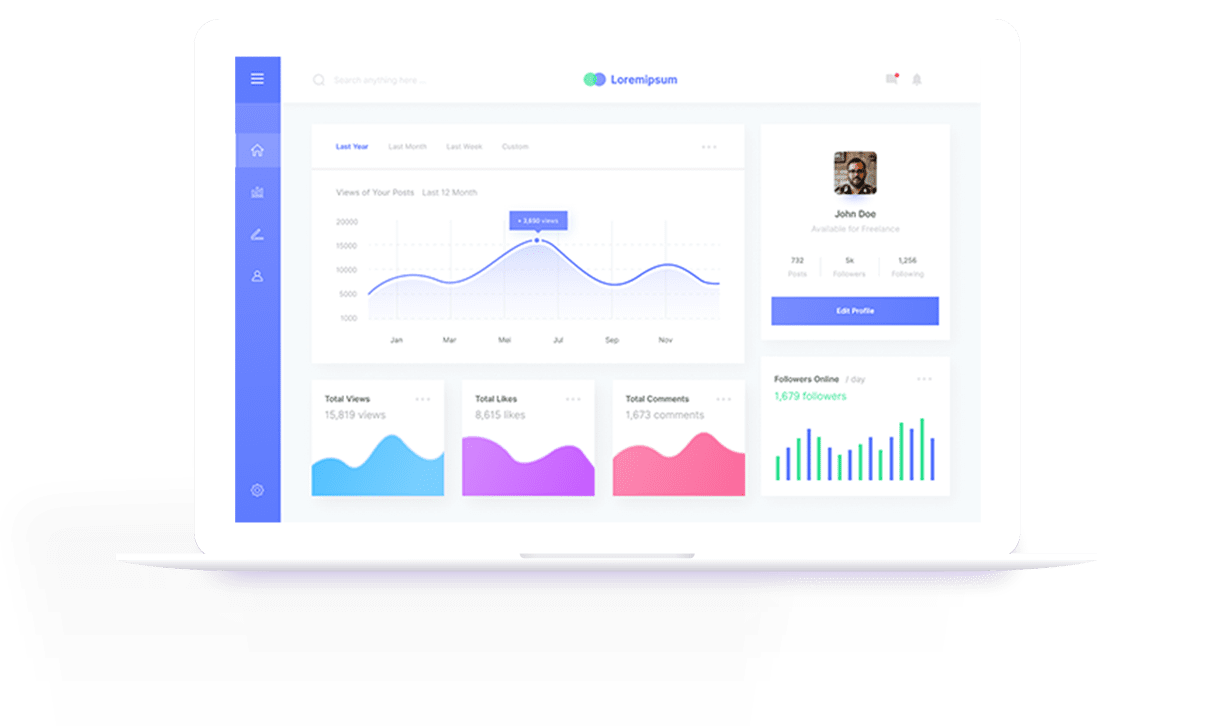 Search anything here ...
Loremipsum
Last Year Last Month Last Week Custom
Views of Your Posts Last 12 Month
20000
15000
10000
5000
1000
+ 3,650 views
Jan Mar Mei Jul Sep Nov
John Doe
Available for Freelance
732 5k 1,256
Posts Followers Following
Edit Profile
Total Views
15,819 views
Total Likes
8,615 likes
Total Comments
1,673 comments
Followers Online / day
1,679 followers